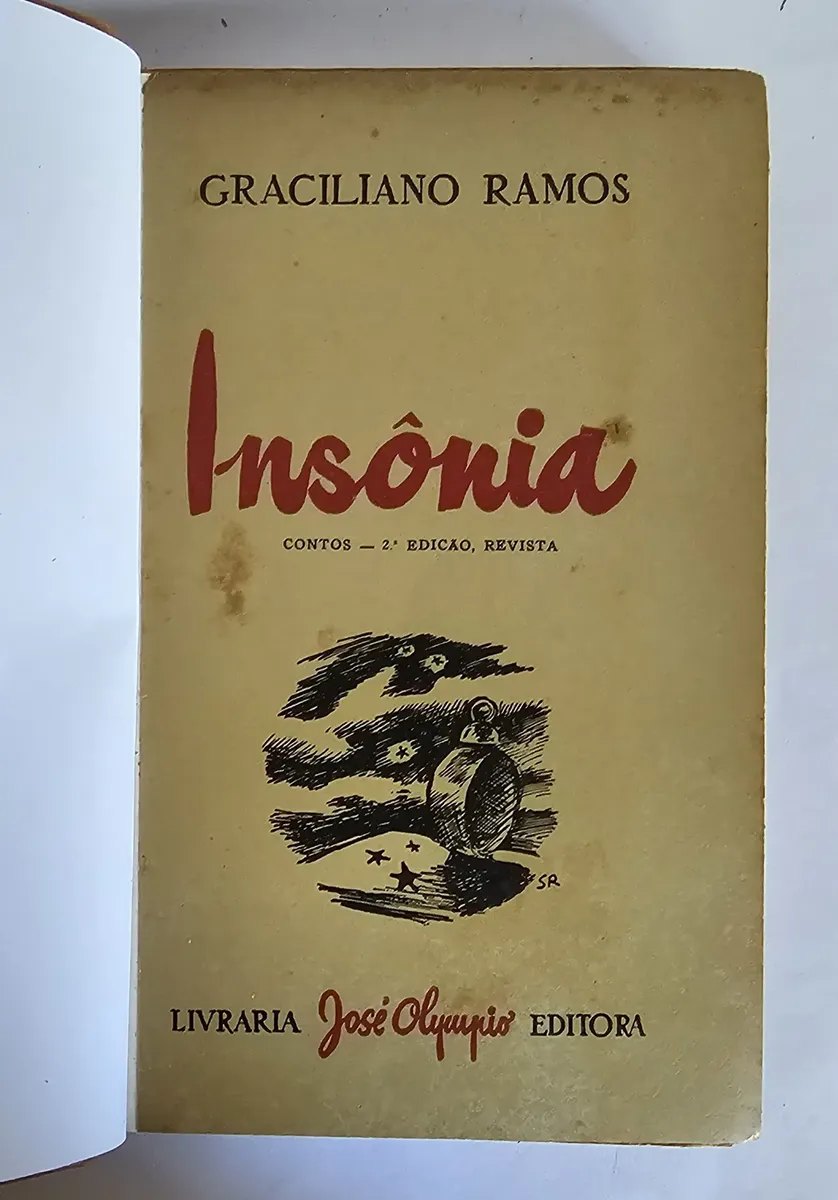 GRACILIANO RAMOS
Insônia
CONTOS — 2.ª EDIÇÃO, REVISTA
SR
LIVRARIA José Olympio EDITORA